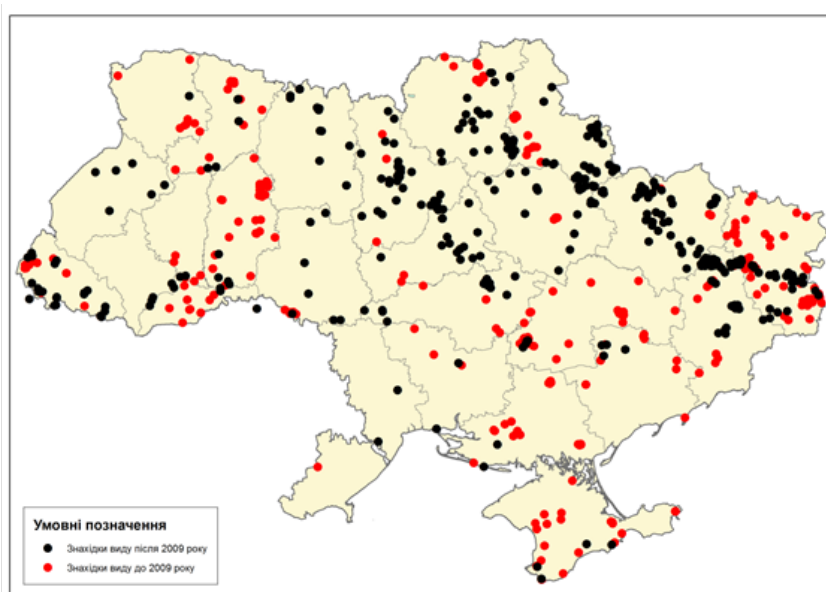 Умовні позначення
Знахідки виду після 2009 року
Знахідки виду до 2009 року